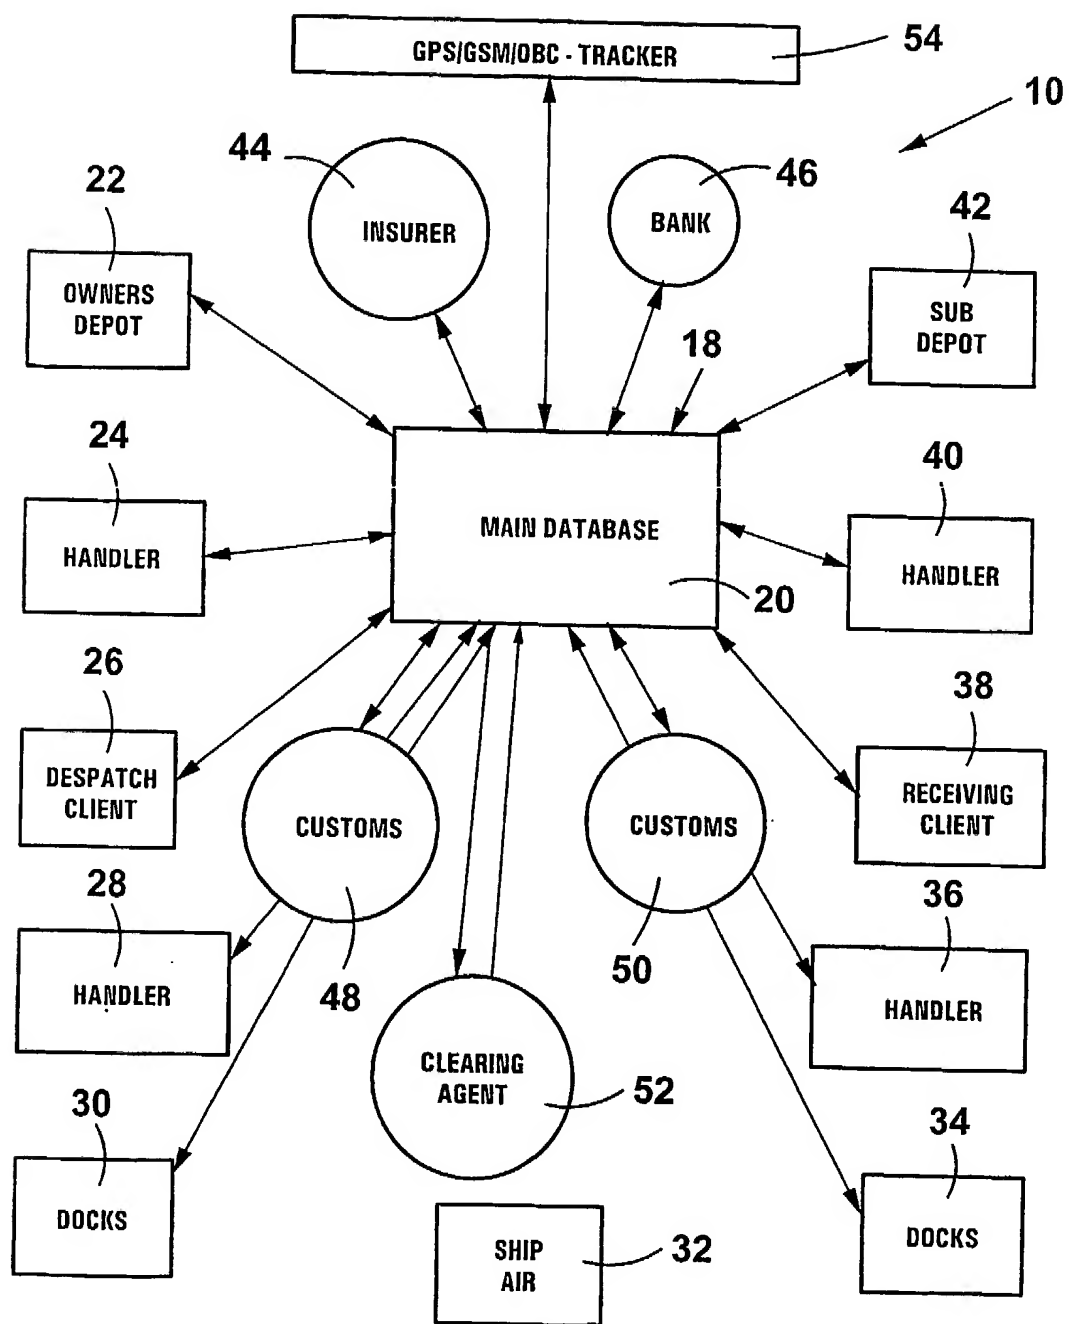 GPS/GSM/OBC - TRACKER
54
10
44
46
INSURER
BANK
22
42
OWNERS
DEPOT
SUB
DEPOT
18
24
40
HANDLER
MAIN DATABASE
HANDLER
20
26
38
DESPATCH
CLIENT
CUSTOMS
CUSTOMS
RECEIVING
CLIENT
28
36
HANDLER
48
50
HANDLER
CLEARING
AGENT
52
30
34
DOCKS
DOCKS
SHIP
AIR
32